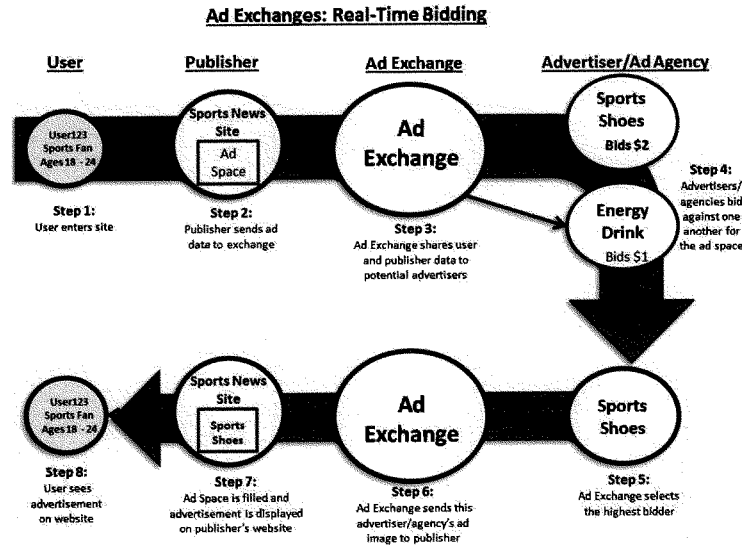 Ad Exchanges: Real-Time Bidding
User
Publisher
Ad Exchange
Advertiser/Ad Agency
User123
Sports Fan
Ages 18 - 24
Sports News
Site
Ad
Space
Ad
Exchange
Sports
Shoes
Bids $2
Energy
Drink
Bids $1
Step 1:
User enters site
Step 2:
Publisher sends ad
data to exchange
Step 3:
Ad Exchange shares user
and publisher data to
potential advertisers
Step 4:
Advertisers/
agencies bid
against one
another for
the ad space
Sports
Shoes
Step 5:
Ad Exchange selects
the highest bidder
Ad
Exchange
Step 6:
Ad Exchange sends this
advertiser/agency's ad
image to publisher
Sports News
Site
Sports
Shoes
Step 7:
Ad Space is filled and
advertisement is displayed
on publisher's website
User123
Sports Fan
Ages 18 - 24
Step 8:
User sees
advertisement
on website